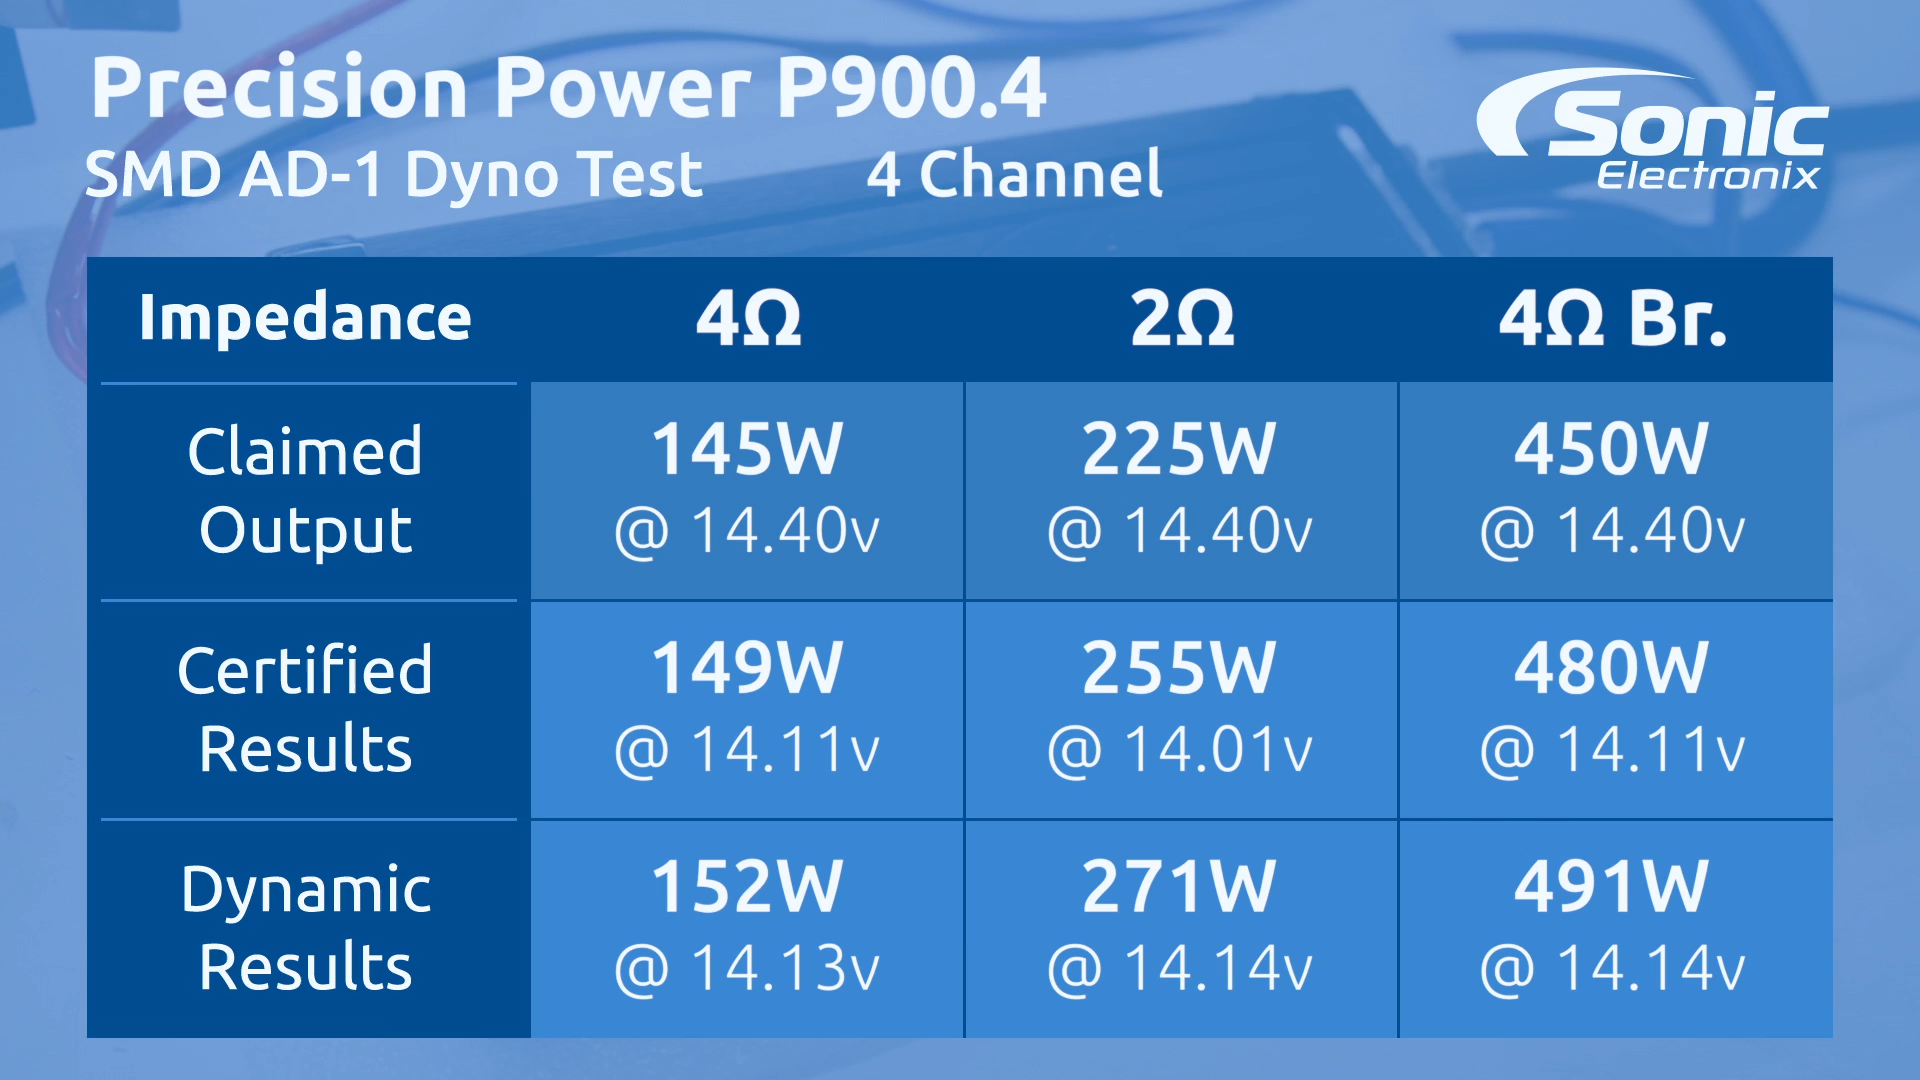 Precision Power P900.4
SMD AD-1 Dyno Test 4 Channel
Sonic
Electronix
Impedance 4Ω 2Ω 4Ω Br.
Claimed
Output
145W
@ 14.40v
225W
@ 14.40v
450W
@ 14.40v
Certified
Results
149W
@ 14.11v
255W
@ 14.01v
480W
@ 14.11v
Dynamic
Results
152W
@ 14.13v
271W
@ 14.14v
491W
@ 14.14v